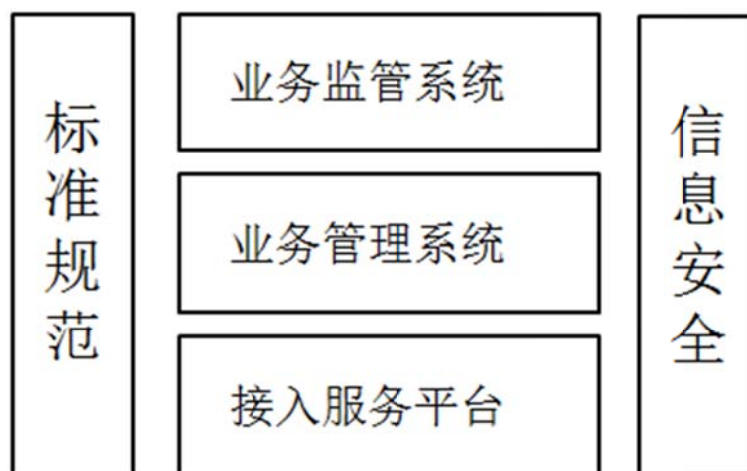 标准规范
业务监管系统
业务管理系统
接入服务平台
信息安全